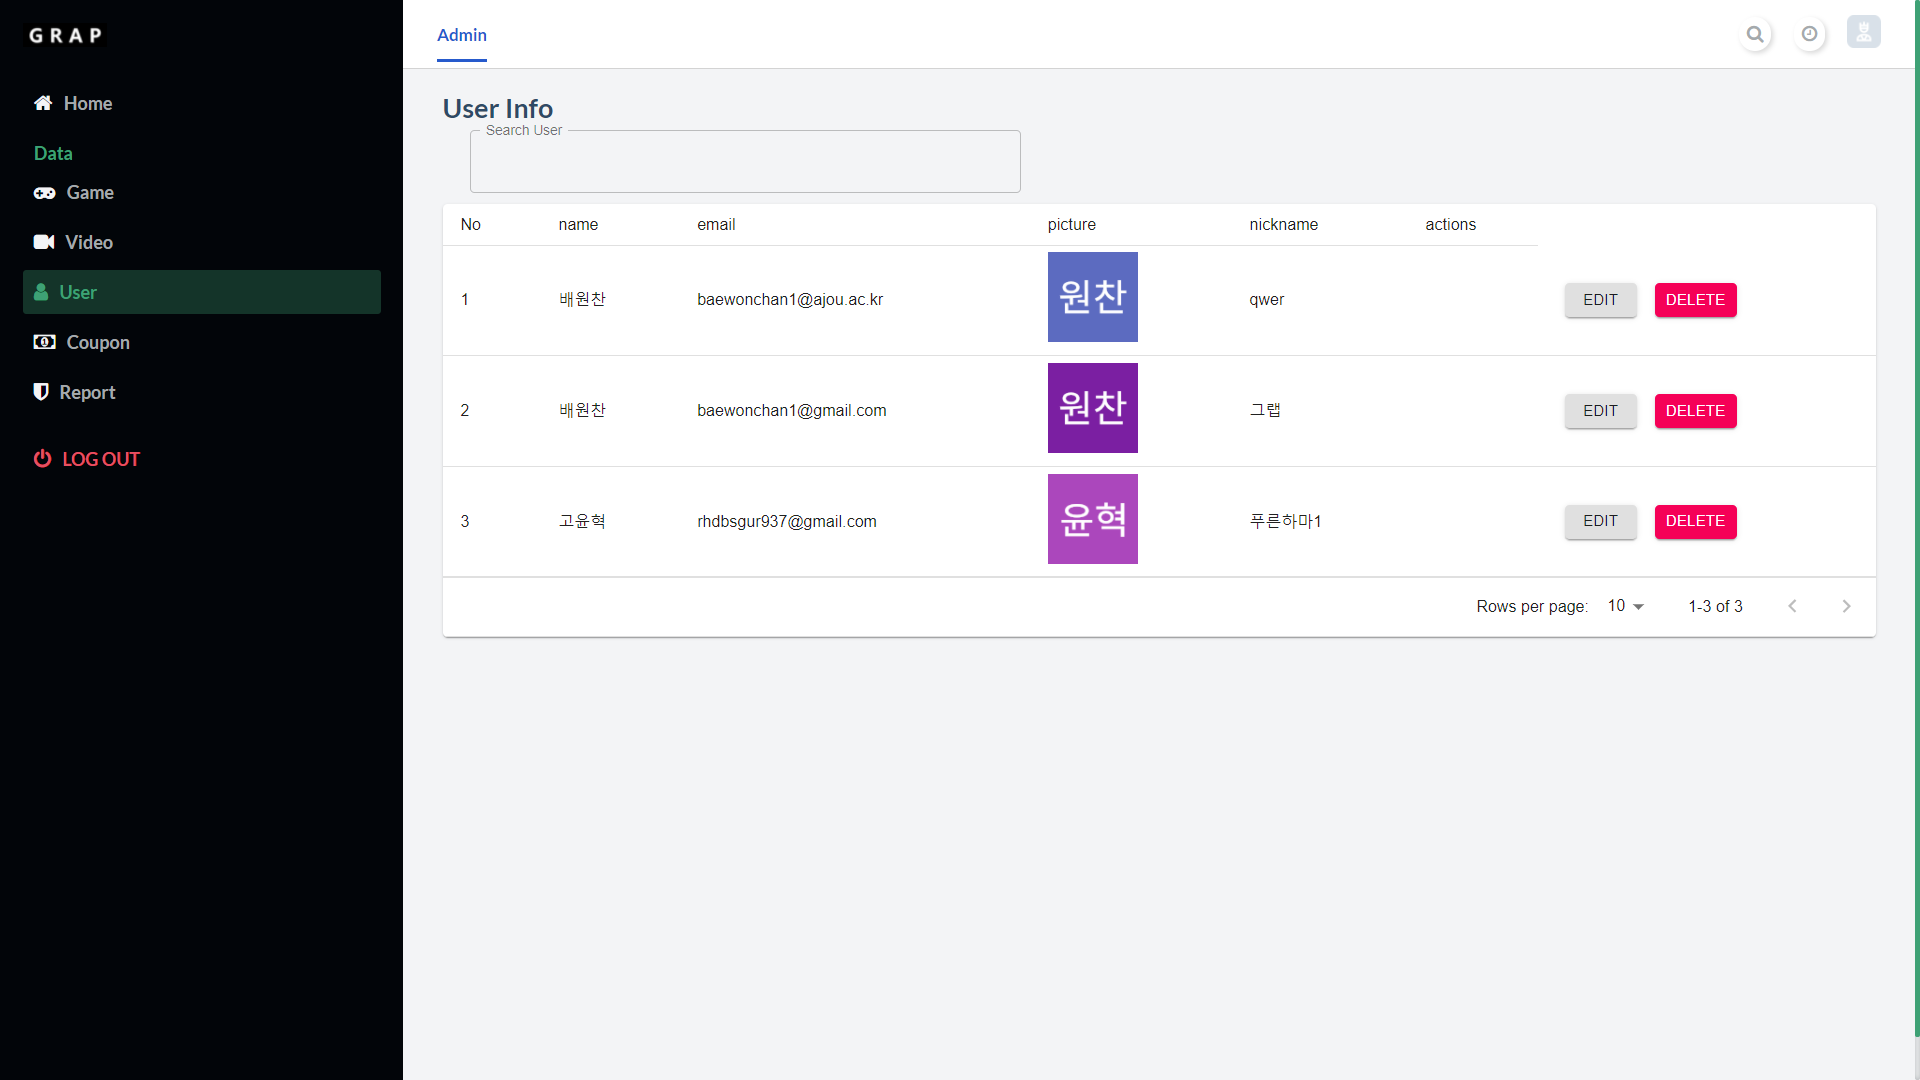 GRAP
Home
Data
Game
Video
User
Coupon
Report
LOG OUT
Admin
User Info
Search User
No name email picture nickname actions
1 배원찬 baewonchan1@ajou.ac.kr 원찬 qwer EDIT DELETE
2 배원찬 baewonchan1@gmail.com 원찬 그랩 EDIT DELETE
3 고윤혁 rhdbsgur937@gmail.com 윤혁 푸른하마1 EDIT DELETE
Rows per page: 10 1-3 of 3